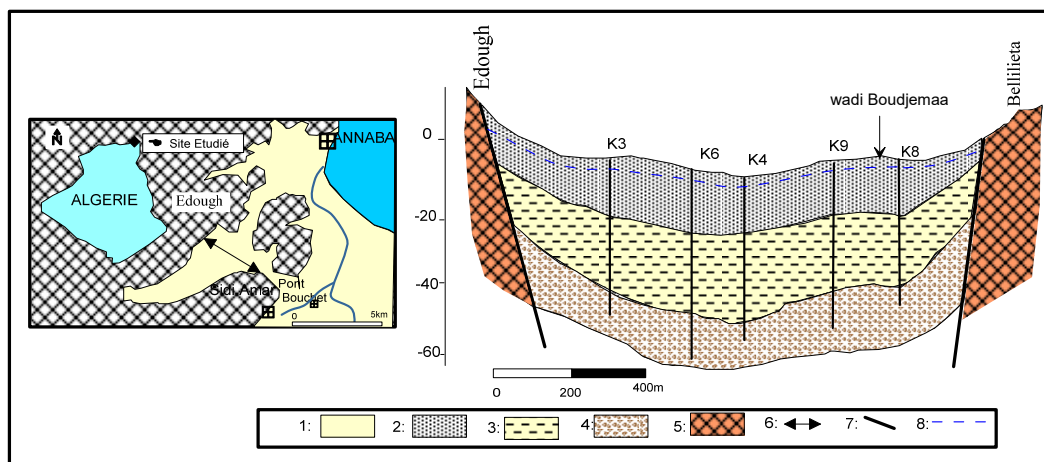 N
Site Etudié
ANNABA
ALGERIE
Edough
Sidi Amar
Pont
Bouchet
0 5km
Edough
Bellilieta
wadi Boudjemaa
K3
K6
K4
K9
K8
0
-20
-40
-60
0 200 400m
1: 2: 3: 4: 5: 6: 7: 8: